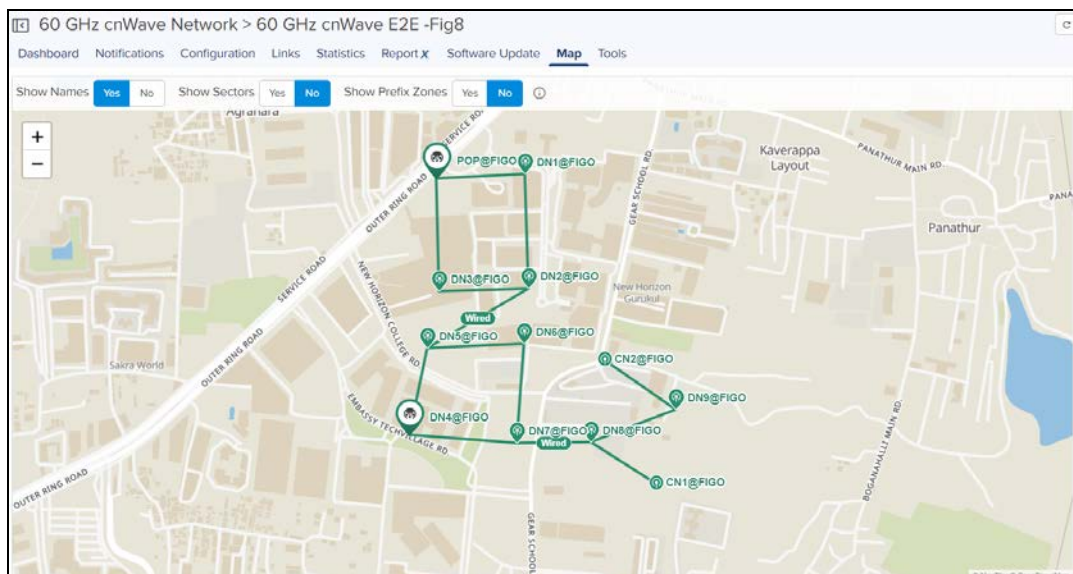 60 GHz cnWave Network > 60 GHz cnWave E2E -Fig8
Dashboard Notifications Configuration Links Statistics Report X Software Update Map Tools
Show Names Yes No Show Sectors Yes No Show Prefix Zones Yes No
Agrahara
+
−
SERVICE ROAD
OUTER RING ROAD
POP@FIGO
DN1@FIGO
GEAR SCHOOL RD.
Kaverappa
Layout
PANATHUR MAIN RD.
Panathur
SERVICE ROAD
NEW HORIZON COLLEGE RD
DN3@FIGO
DN2@FIGO
New Horizon
Gurukul
Wired
DN5@FIGO
DN6@FIGO
CN2@FIGO
Sakra World
OUTER RING ROAD
EMBASSY TECHVILLAGE RD.
DN4@FIGO
DN9@FIGO
DN7@FIGO
DN8@FIGO
Wired
CN1@FIGO
BOGANAHALLI MAIN RD.
OUTER RING ROAD
GEAR SCHOOL